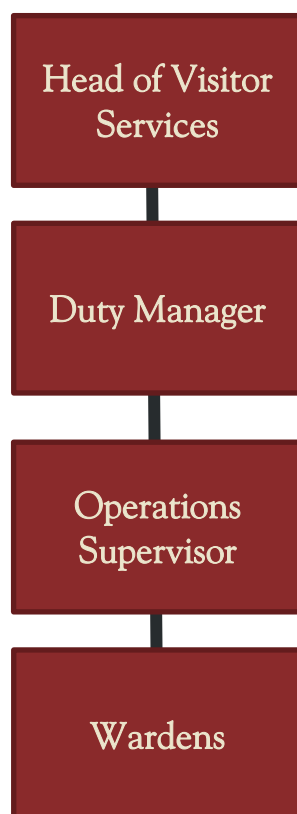 Head of Visitor
Services
Duty Manager
Operations
Supervisor
Wardens